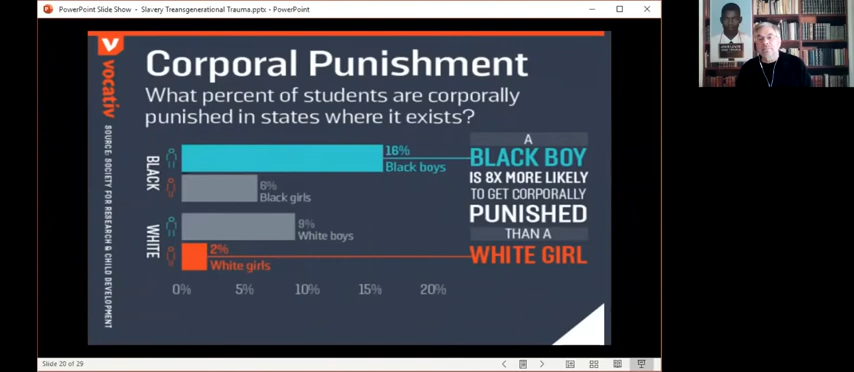 PowerPoint Slide Show - Slavery Treansgenerational Trauma.pptx - PowerPoint
vocativ
SOURCE: SOCIETY FOR RESEARCH & CHILD DEVELOPMENT
Corporal Punishment
What percent of students are corporally
punished in states where it exists?
BLACK
16%
Black boys
6%
Black girls
WHITE
9%
White boys
2%
White girls
0% 5% 10% 15% 20%
A
BLACK BOY
IS 8X MORE LIKELY
TO GET CORPORALLY
PUNISHED
THAN A
WHITE GIRL
Slide 20 of 29